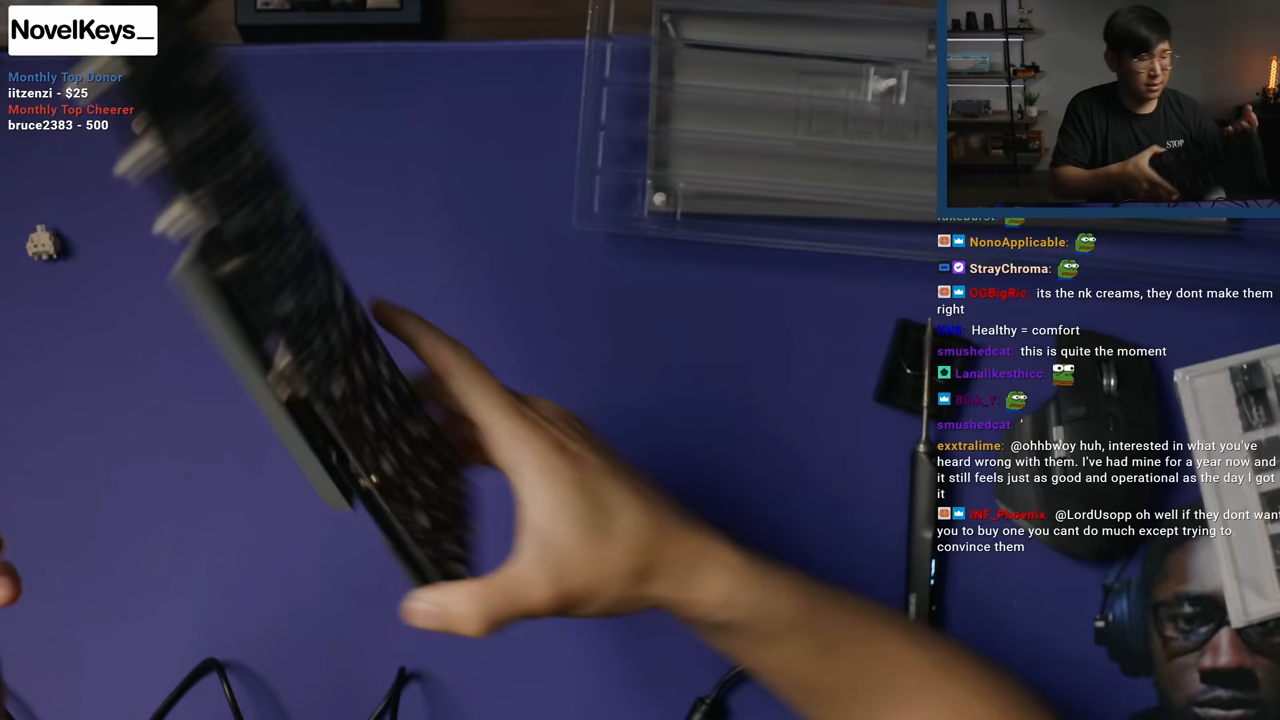 NovelKeys_
Monthly Top Donor
iitzenzi - $25
Monthly Top Cheerer
bruce2383 - 500
STOP
NonoApplicable:
StrayChroma:
OGBigRic: its the nk creams, they dont make them
right
Healthy = comfort
smushedcat: this is quite the moment
Lanalikesthicc:
smushedcat: '
exxtralime: @ohhbwoy huh, interested in what you've
heard wrong with them. I've had mine for a year now and
it still feels just as good and operational as the day I got
it
INF_Phoenix: @LordUsopp oh well if they dont want
you to buy one you cant do much except trying to
convince them